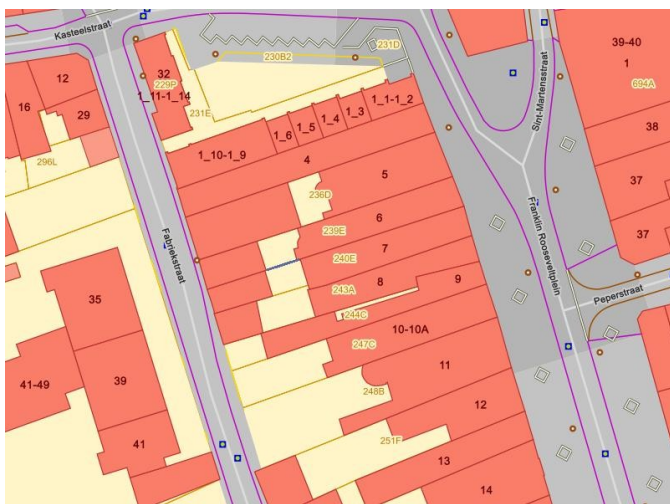 Kasteelstraat
39-40
1
694A
231D
230B2
32
229P
1_11-1_14
231E
12
16
29
296L
1_10-1_9
1_6
1_5
1_4
1_3
1_1-1_2
Sint-Martensstraat
38
4
5
37
236D
6
Franklin Rooseveltplein
37
239E
7
Fabriekstraat
240E
8
9
Peperstraat
243A
244C
35
10-10A
247C
41-49
39
11
248B
12
41
251F
13
14